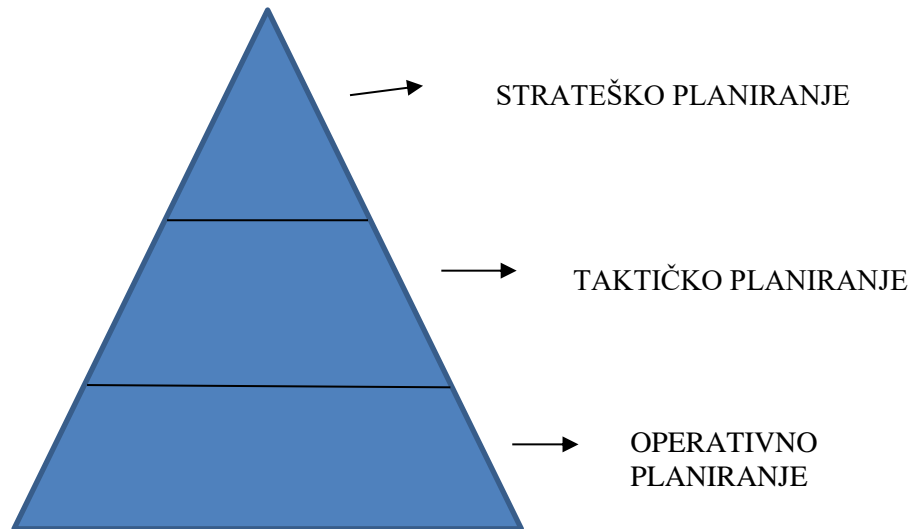 STRATEŠKO PLANIRANJE
TAKTIČKO PLANIRANJE
OPERATIVNO
PLANIRANJE